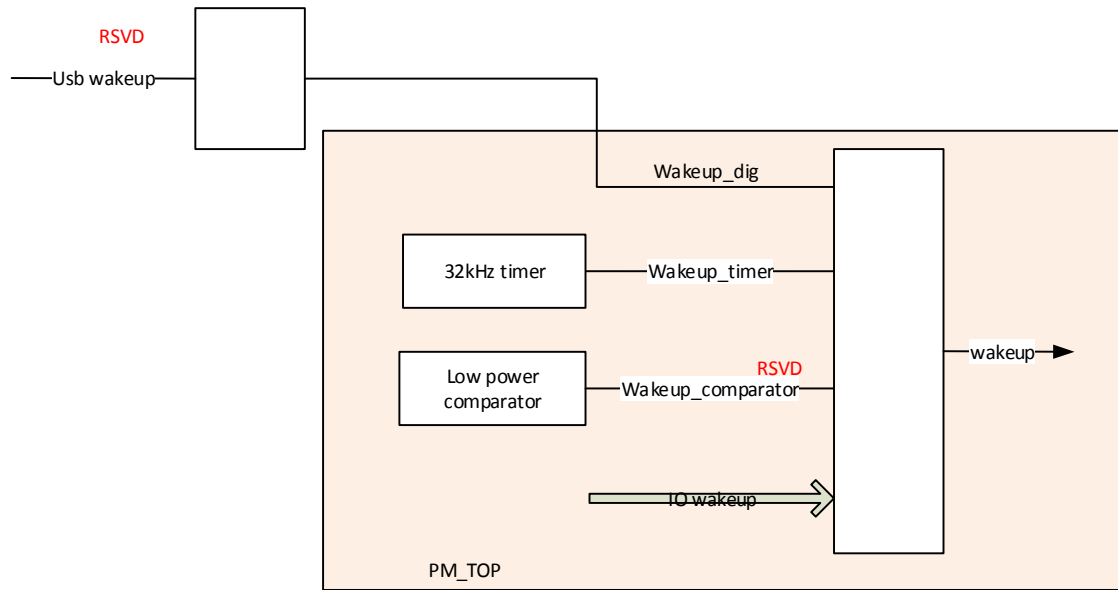 RSVD
Usb wakeup
Wakeup_dig
32kHz timer
Wakeup_timer
wakeup
RSVD
Low power
comparator
Wakeup_comparator
IO wakeup
PM_TOP